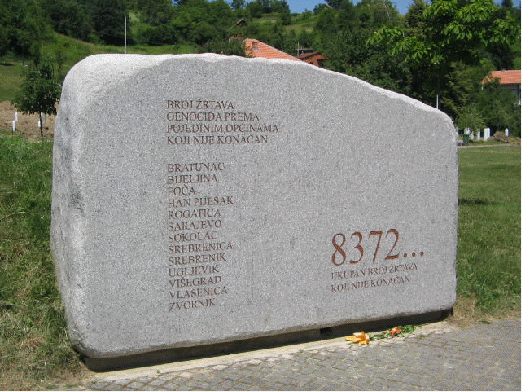 BROJ ŽRTAVA
GENOCIDA PREMA
POJEDINIM OPĆINAMA
KOJI NIJE KONAČAN
BRATUNAC
BIJELJINA
FOČA
HAN PIJESAK
ROGATICA
SARAJEVO
SOKOLAC
SREBRENICA
SREBRENIK
UGLJEVIK
VIŠEGRAD
VLASENICA
ZVORNIK
8372...
UKUPAN BROJ ŽRTAVA
KOJI NIJE KONAČAN